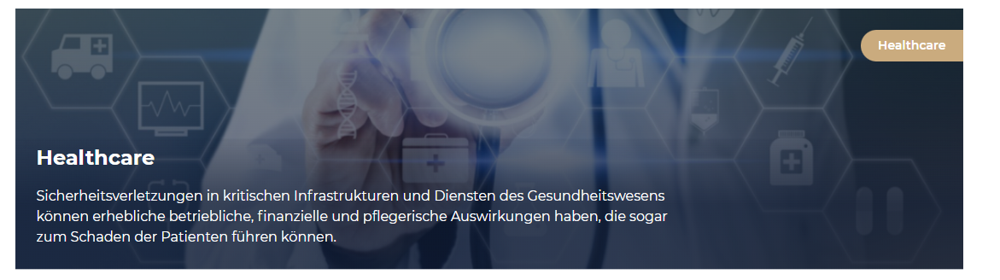 Healthcare
Healthcare
Sicherheitsverletzungen in kritischen Infrastrukturen und Diensten des Gesundheitswesens
können erhebliche betriebliche, finanzielle und pflegerische Auswirkungen haben, die sogar
zum Schaden der Patienten führen können.